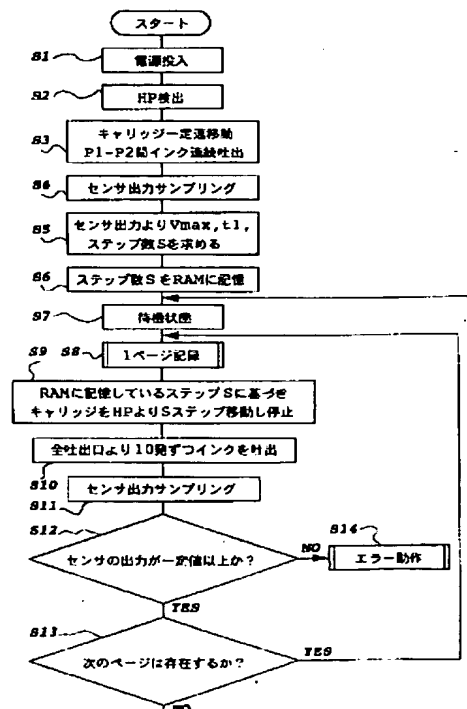 スタート
S1
電源投入
S2
HP検出
S3
キャリッジ一定速移動
P1-P2間インク連続吐出
S4
センサ出力サンプリング
S5
センサ出力よりVmax,t1,
ステップ数Sを求める
S6
ステップ数SをRAMに記憶
S7
待機状態
S9 S8
1ページ記録
RAMに記憶しているステップSに基づき
キャリッジをHPよりSステップ移動し停止
全吐出口より10発ずつインクを吐出
S10
センサ出力サンプリング
S11
S12
センサの出力が一定値以上か?
NO
S14
エラー動作
YES
S13
次のページは存在するか?
YES
NO